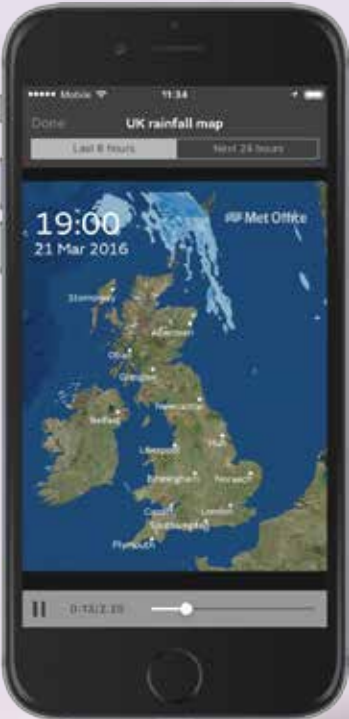 Mobile 11:34
Done UK rainfall map
Last 6 hours Next 24 hours
19:00 Met Office
21 Mar 2016
Stornoway
Aberdeen
Oban
Glasgow
Newcastle
Belfast
Hull
Liverpool
Birmingham Norwich
Cardiff London
Southampton
Plymouth